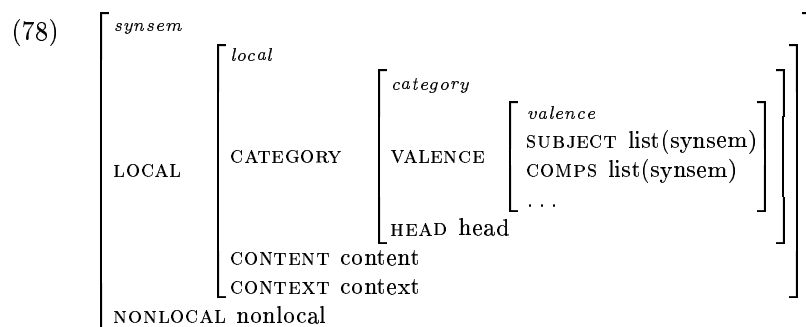 (78)
synsem
local
category
valence
SUBJECT list(synsem)
LOCAL CATEGORY VALENCE
COMPS list(synsem)
...
HEAD head
CONTENT content
CONTEXT context
NONLOCAL nonlocal